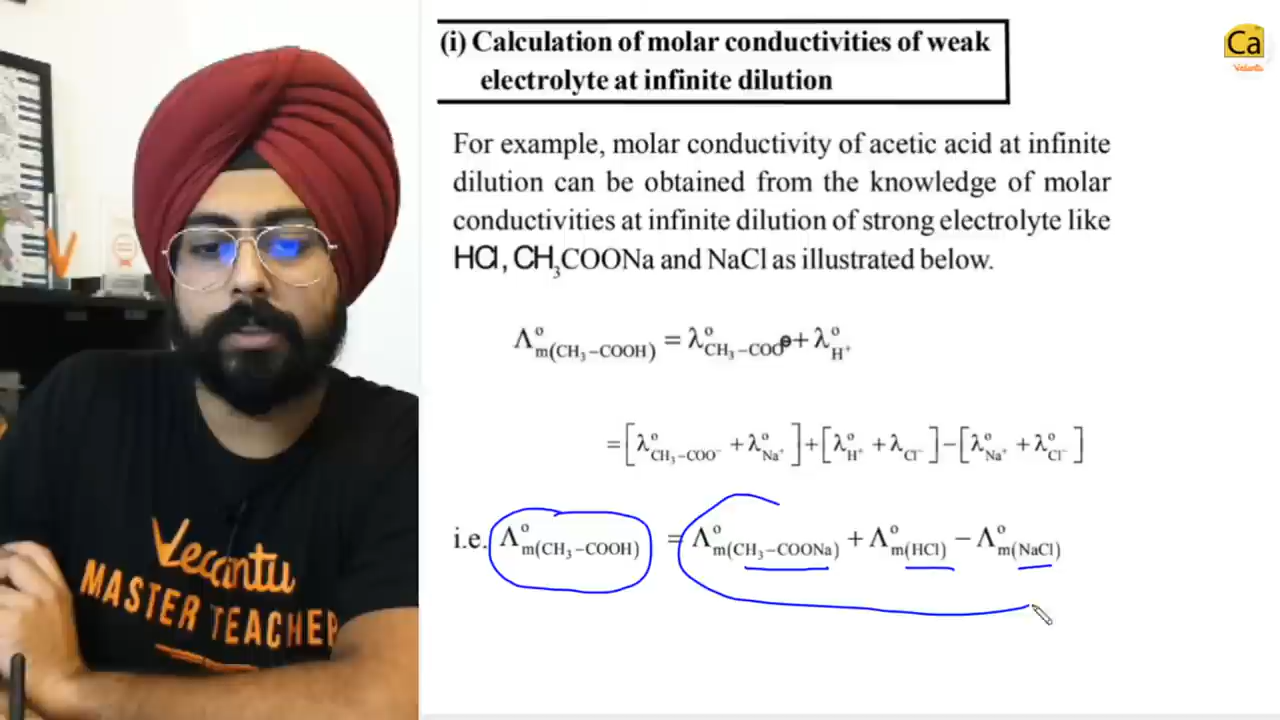 (i) Calculation of molar conductivities of weak
electrolyte at infinite dilution
Ca
Vedantu
For example, molar conductivity of acetic acid at infinite
dilution can be obtained from the knowledge of molar
conductivities at infinite dilution of strong electrolyte like
HCl, CH₃COONa and NaCl as illustrated below.
Λ°m(CH₃–COOH) = λ°CH₃–COO⊖ + λ°H⁺
= [λ°CH₃–COO⁻ + λ°Na⁺] + [λ°H⁺ + λCl⁻] – [λ°Na⁺ + λ°Cl⁻]
i.e. Λ°m(CH₃–COOH) = Λ°m(CH₃–COONa) + Λ°m(HCl) – Λ°m(NaCl)
Vedantu
MASTER TEACHER